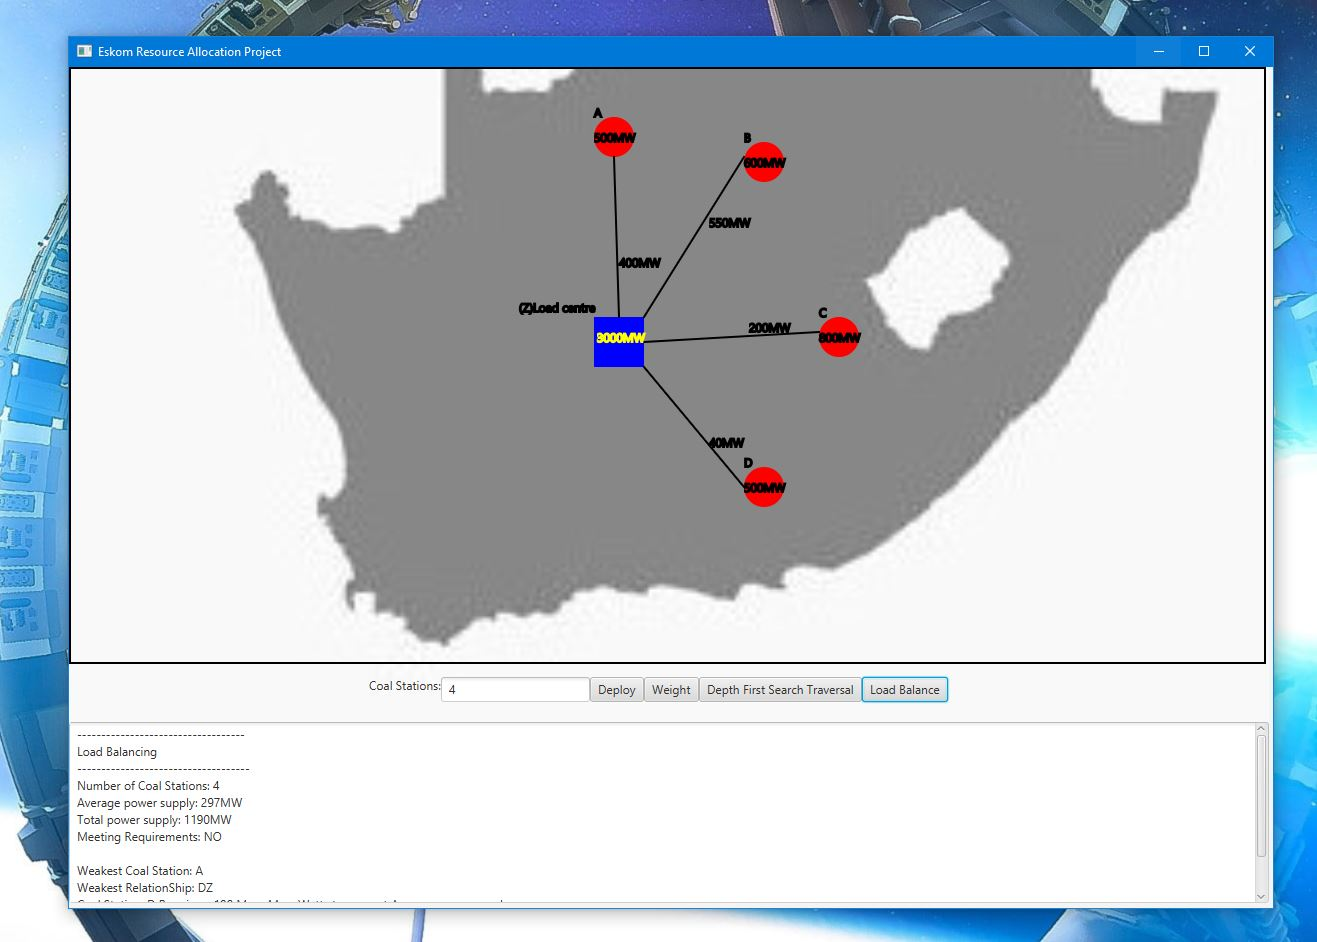 Eskom Resource Allocation Project
A
500MW
B
600MW
550MW
400MW
(Z)Load centre
C
200MW
800MW
3000MW
40MW
D
500MW
Coal Stations:
4
Deploy
Weight
Depth First Search Traversal
Load Balance
-----------------------------------
Load Balancing
------------------------------------
Number of Coal Stations: 4
Average power supply: 297MW
Total power supply: 1190MW
Meeting Requirements: NO
Weakest Coal Station: A
Weakest RelationShip: DZ